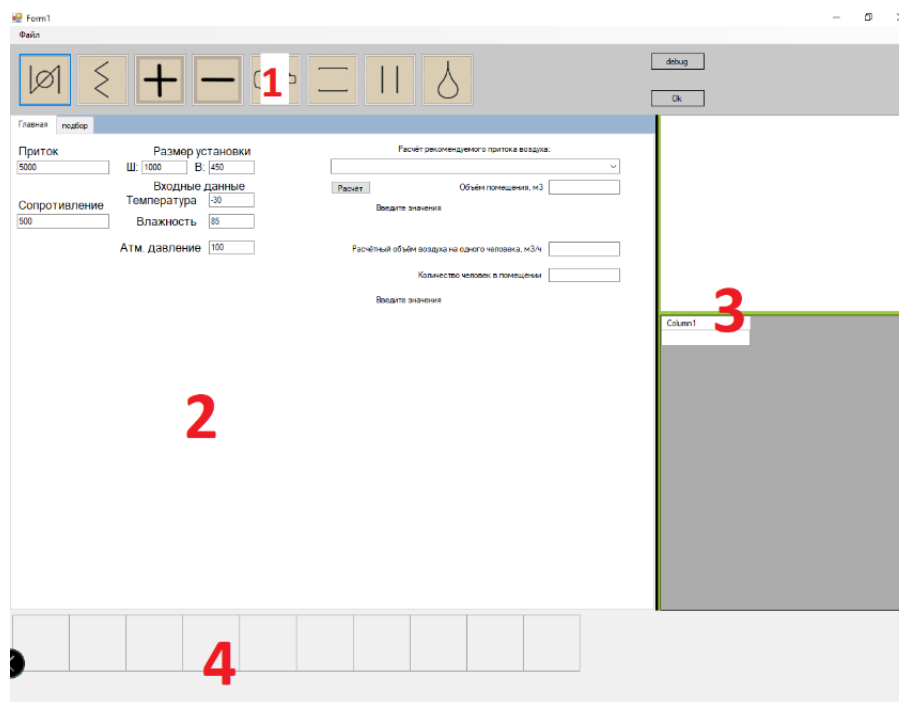 Form1
Файл
1
debug
Ok
Главная подбор
Приток
5000
Сопротивление
500
Размер установки
Ш: 1000 В: 450
Входные данные
Температура -30
Влажность 85
Атм. давление 100
Расчёт рекомендуемого притока воздуха:
Расчёт Объём помещения, м3
Введите значения
Расчётный объём воздуха на одного человека, м3/ч
Количество человек в помещении
Введите значения
2
3
Column1
4